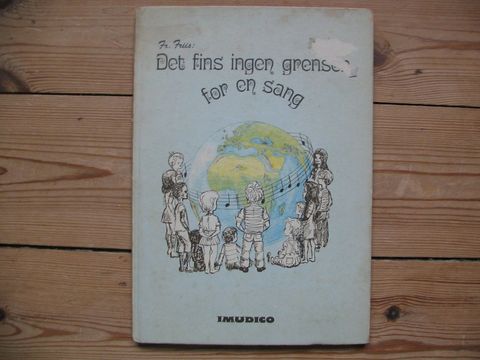 Fr. Friis:
Det fins ingen grenser
for en sang
IMUDICO